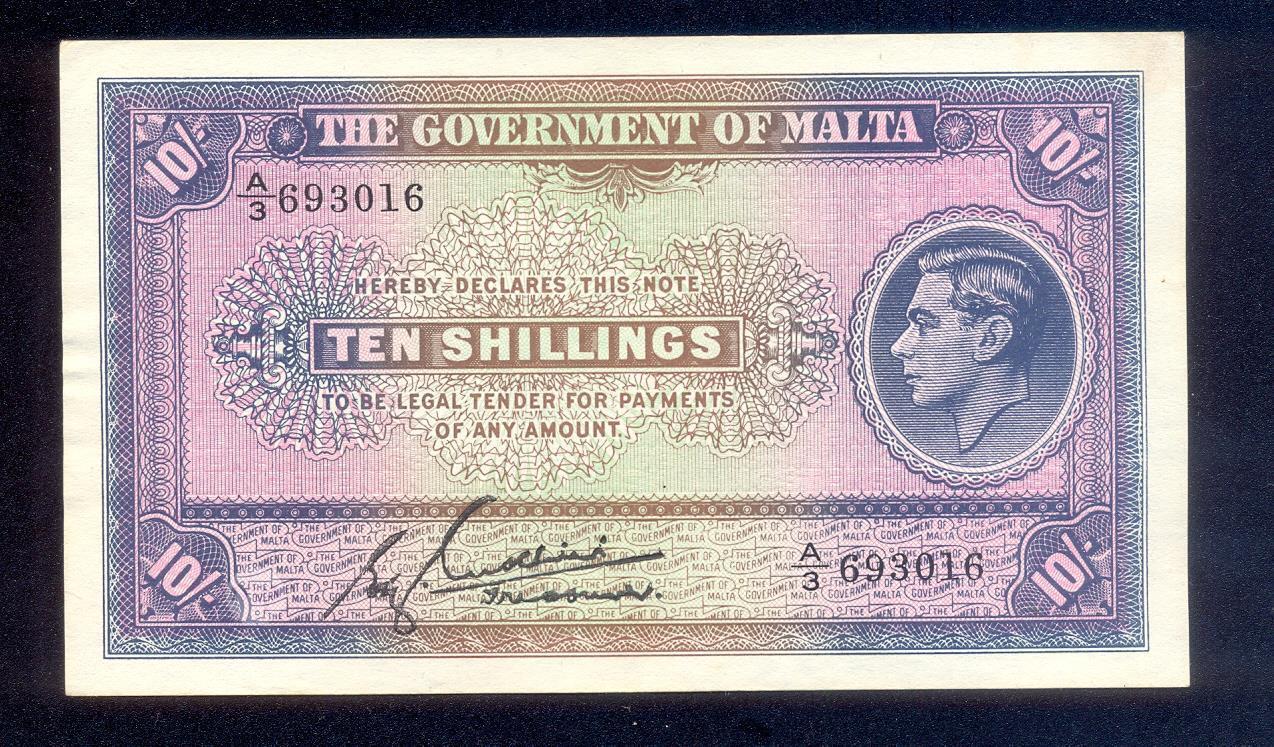 10/- THE GOVERNMENT OF MALTA 10/-
A/3 693016
HEREBY DECLARES THIS NOTE
TEN SHILLINGS
TO BE LEGAL TENDER FOR PAYMENTS
OF ANY AMOUNT.
A/3 693016
Treasurer.
10/- 10/-